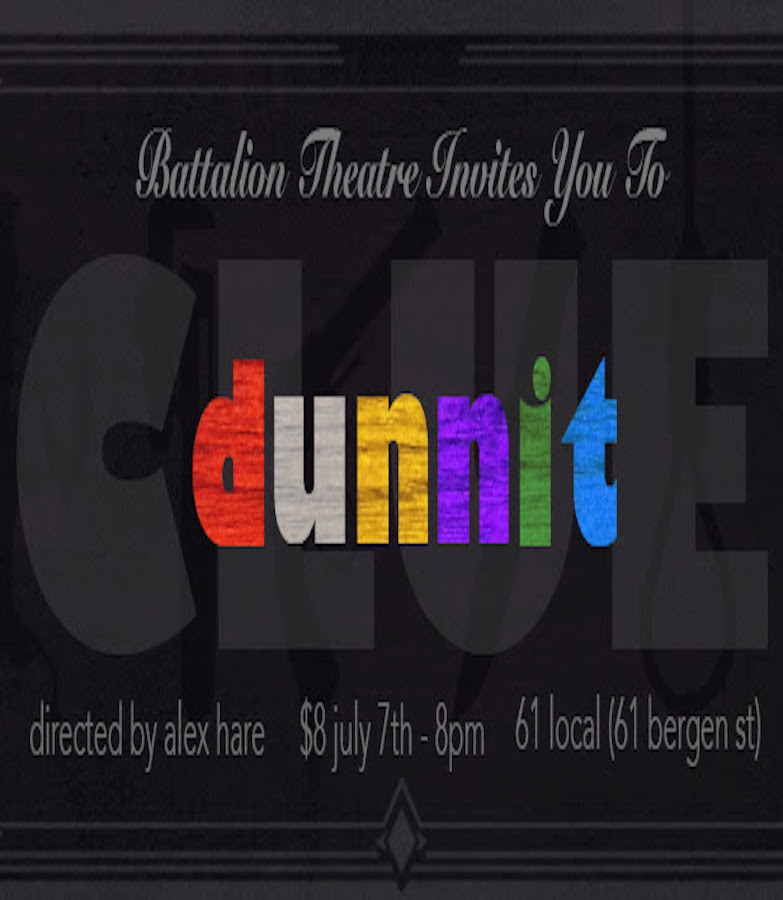 Battalion Theatre Invites You To
CLUE
dunnit
directed by alex hare $8 july 7th - 8pm 61 local (61 bergen st)